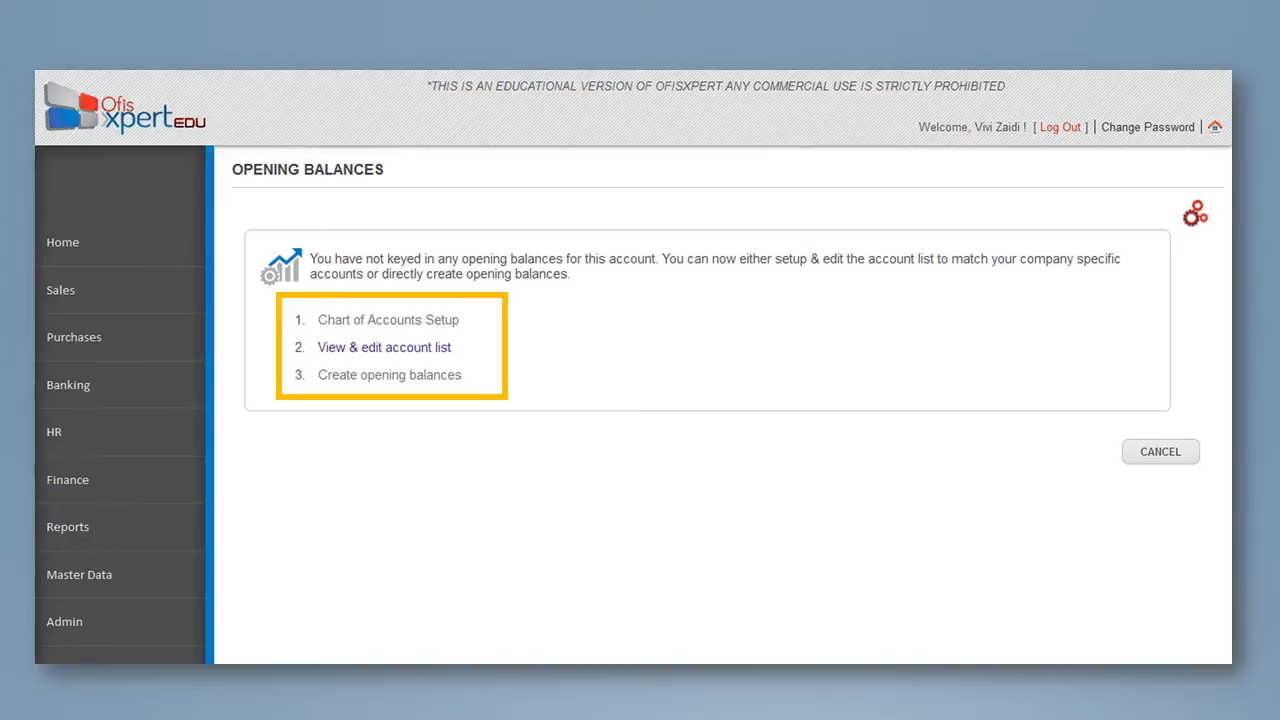 *THIS IS AN EDUCATIONAL VERSION OF OFISXPERT ANY COMMERCIAL USE IS STRICTLY PROHIBITED
Ofis
xpert EDU
Welcome, Vivi Zaidi ! [ Log Out ] | Change Password |
OPENING BALANCES
Home
Sales
Purchases
Banking
HR
Finance
Reports
Master Data
Admin
You have not keyed in any opening balances for this account. You can now either setup & edit the account list to match your company specific
accounts or directly create opening balances.
1. Chart of Accounts Setup
2. View & edit account list
3. Create opening balances
CANCEL